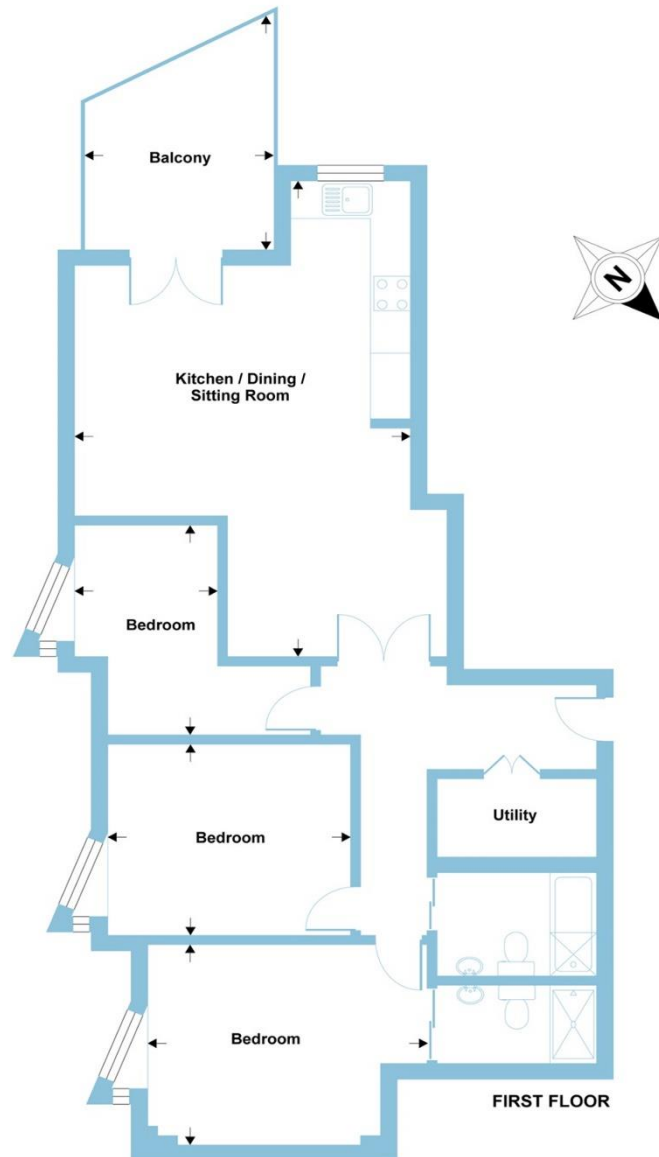 Balcony
N
Kitchen / Dining /
Sitting Room
Bedroom
Utility
Bedroom
Bedroom
FIRST FLOOR